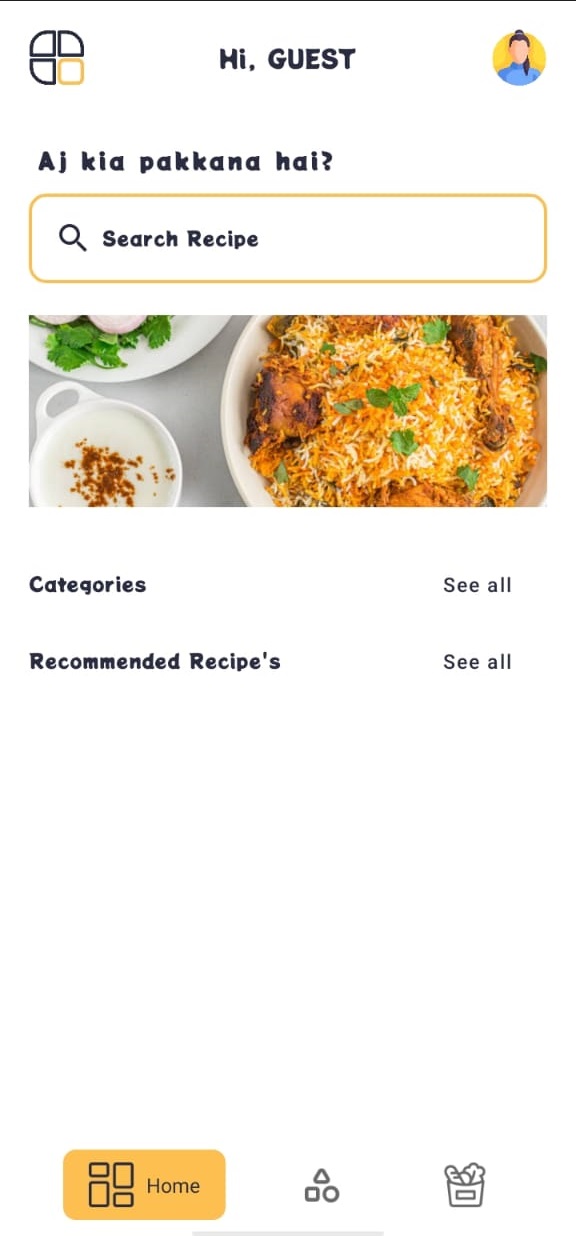 Hi, GUEST
Aj kia pakkana hai?
Search Recipe
Categories See all
Recommended Recipe's See all
Home